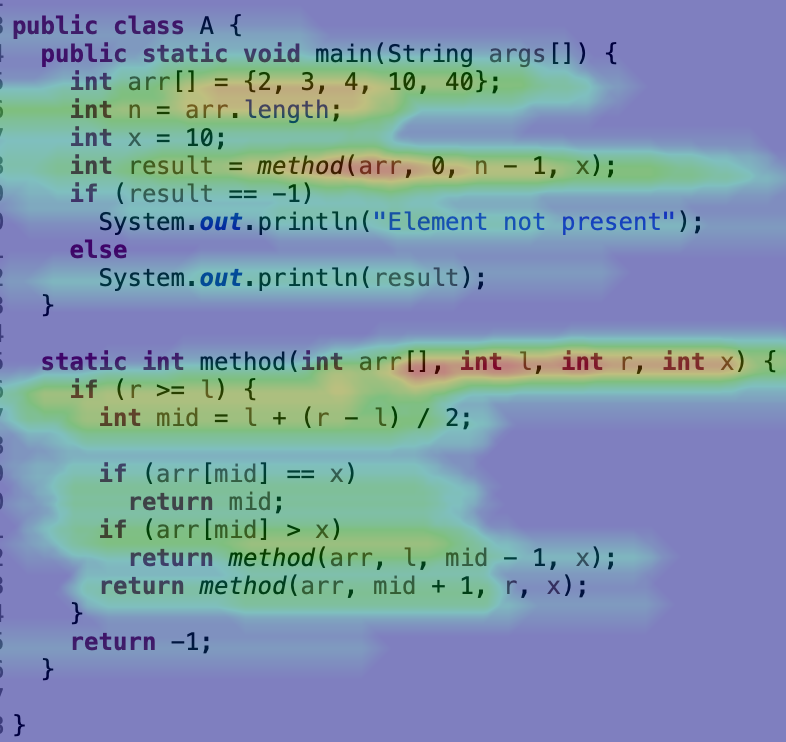 public class A {
public static void main(String args[]) {
int arr[] = {2, 3, 4, 10, 40};
int n = arr.length;
int x = 10;
int result = method(arr, 0, n - 1, x);
if (result == -1)
System.out.println("Element not present");
else
System.out.println(result);
}
static int method(int arr[], int l, int r, int x) {
if (r >= l) {
int mid = l + (r - l) / 2;
if (arr[mid] == x)
return mid;
if (arr[mid] > x)
return method(arr, l, mid - 1, x);
return method(arr, mid + 1, r, x);
}
return -1;
}
}